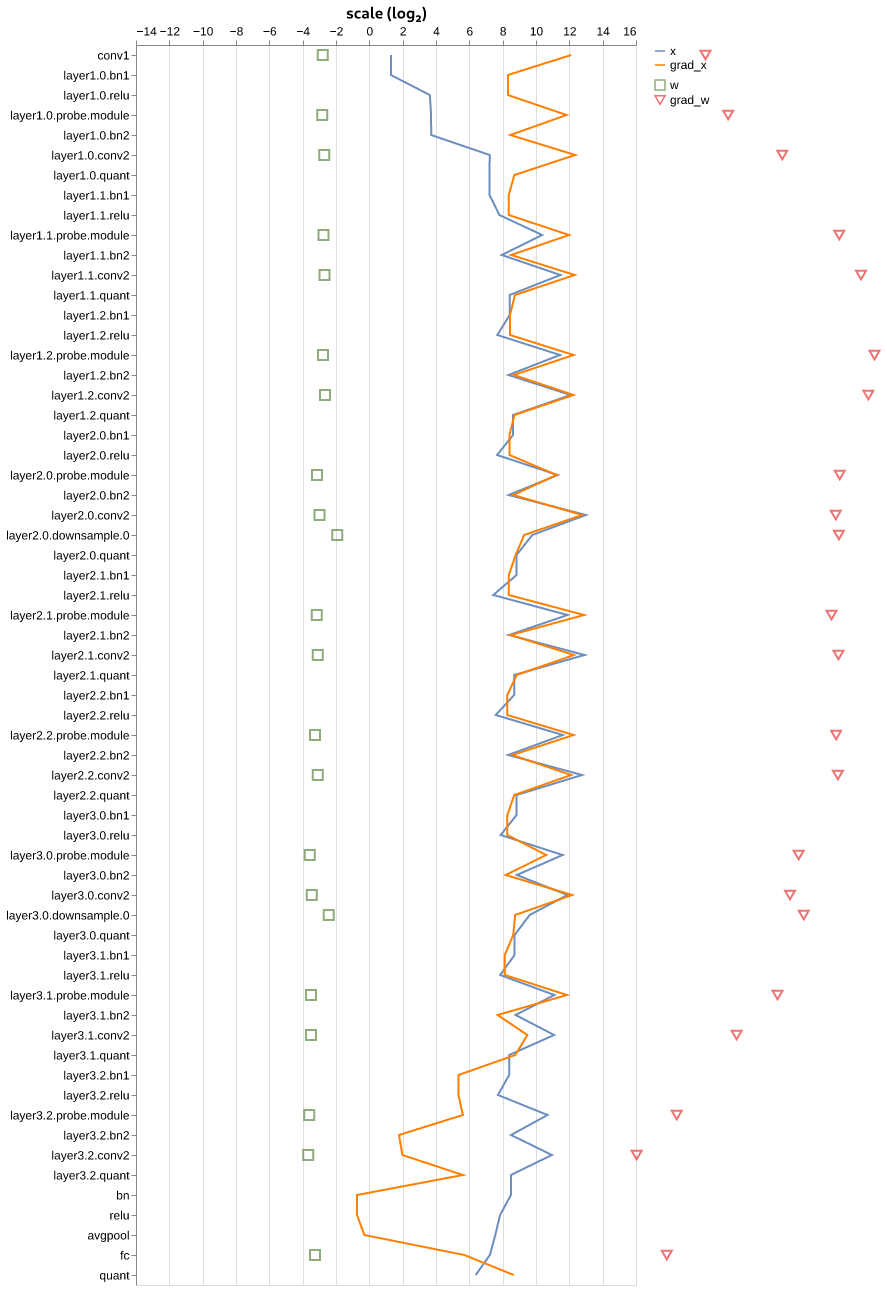 scale (log₂)
−14 −12 −10 −8 −6 −4 −2 0 2 4 6 8 10 12 14 16
x
grad_x
w
grad_w
conv1
layer1.0.bn1
layer1.0.relu
layer1.0.probe.module
layer1.0.bn2
layer1.0.conv2
layer1.0.quant
layer1.1.bn1
layer1.1.relu
layer1.1.probe.module
layer1.1.bn2
layer1.1.conv2
layer1.1.quant
layer1.2.bn1
layer1.2.relu
layer1.2.probe.module
layer1.2.bn2
layer1.2.conv2
layer1.2.quant
layer2.0.bn1
layer2.0.relu
layer2.0.probe.module
layer2.0.bn2
layer2.0.conv2
layer2.0.downsample.0
layer2.0.quant
layer2.1.bn1
layer2.1.relu
layer2.1.probe.module
layer2.1.bn2
layer2.1.conv2
layer2.1.quant
layer2.2.bn1
layer2.2.relu
layer2.2.probe.module
layer2.2.bn2
layer2.2.conv2
layer2.2.quant
layer3.0.bn1
layer3.0.relu
layer3.0.probe.module
layer3.0.bn2
layer3.0.conv2
layer3.0.downsample.0
layer3.0.quant
layer3.1.bn1
layer3.1.relu
layer3.1.probe.module
layer3.1.bn2
layer3.1.conv2
layer3.1.quant
layer3.2.bn1
layer3.2.relu
layer3.2.probe.module
layer3.2.bn2
layer3.2.conv2
layer3.2.quant
bn
relu
avgpool
fc
quant